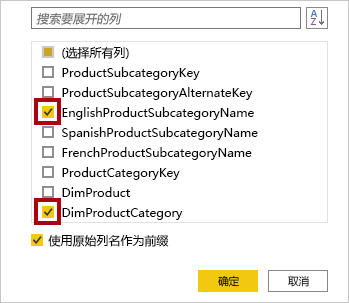 搜索要展开的列
(选择所有列)
ProductSubcategoryKey
ProductSubcategoryAlternateKey
EnglishProductSubcategoryName
SpanishProductSubcategoryName
FrenchProductSubcategoryName
ProductCategoryKey
DimProduct
DimProductCategory
使用原始列名作为前缀
确定 取消